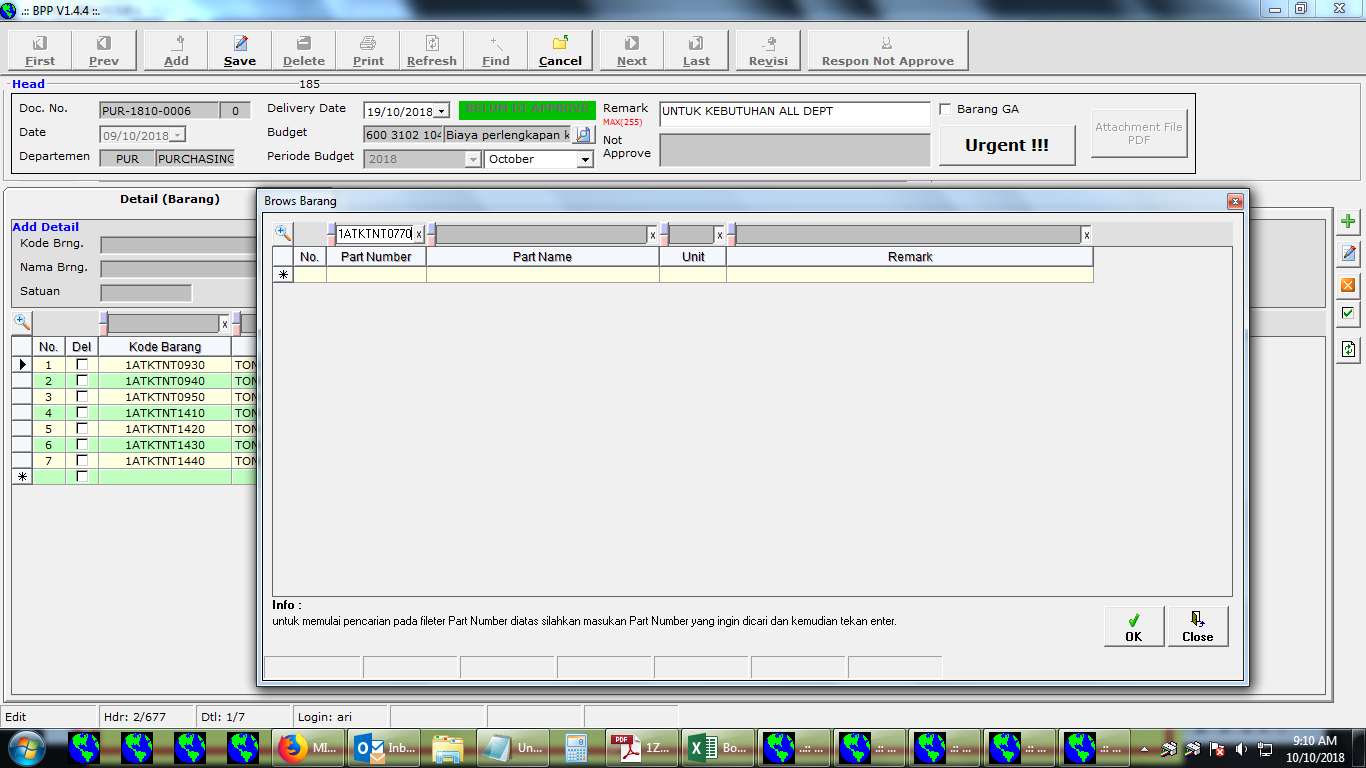 .:: BPP V1.4.4 ::.
First Prev Add Save Delete Print Refresh Find Cancel Next Last Revisi Respon Not Approve
Head 185
Doc. No. PUR-1810-0006 0 Delivery Date 19/10/2018 BELUM DI APPROVE Remark UNTUK KEBUTUHAN ALL DEPT Barang GA
MAX(255)
Date 09/10/2018 Budget 600 3102 104 Biaya perlengkapan k Not Approve Urgent !!! Attachment File PDF
Departemen PUR PURCHASING Periode Budget 2018 October
Detail (Barang)
Add Detail
Kode Brng.
Nama Brng.
Satuan
x
No. Del Kode Barang
1 1ATKTNT0930 TON
2 1ATKTNT0940 TON
3 1ATKTNT0950 TON
4 1ATKTNT1410 TON
5 1ATKTNT1420 TON
6 1ATKTNT1430 TON
7 1ATKTNT1440 TON
Brows Barang
1ATKTNT0770 x x x x
No. Part Number Part Name Unit Remark
Info :
untuk memulai pencarian pada fileter Part Number diatas silahkan masukan Part Number yang ingin dicari dan kemudian tekan enter.
OK Close
Edit Hdr: 2/677 Dtl: 1/7 Login: ari
MI... Inb... Un... 1Z... Bo... ..:: ... :: ... :: ... :: ... :: ...
9:10 AM
10/10/2018